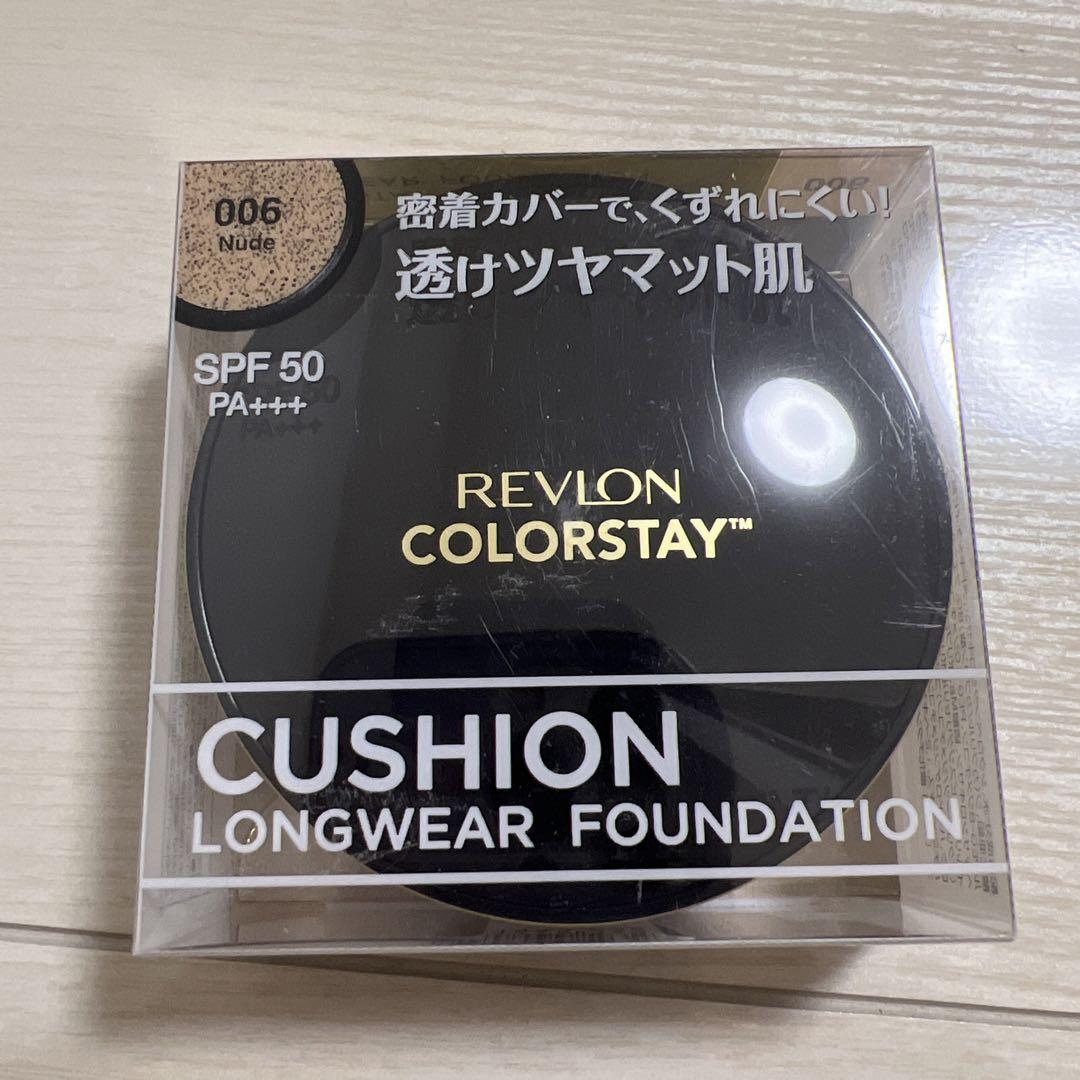 006
Nude
密着カバーで、くずれにくい!
透けツヤマット肌
SPF 50
PA+++
REVLON
COLORSTAY™
CUSHION
LONGWEAR FOUNDATION